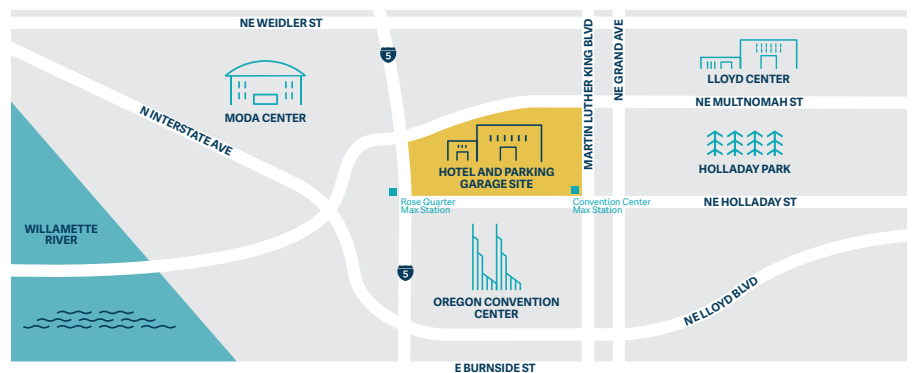 NE WEIDLER ST
5
MARTIN LUTHER KING BLVD
NE GRAND AVE
LLOYD CENTER
MODA CENTER
N INTERSTATE AVE
NE MULTNOMAH ST
HOTEL AND PARKING
GARAGE SITE
HOLLADAY PARK
Rose Quarter
Max Station
Convention Center
Max Station
NE HOLLADAY ST
WILLAMETTE
RIVER
5
OREGON CONVENTION
CENTER
NE LLOYD BLVD
E BURNSIDE ST